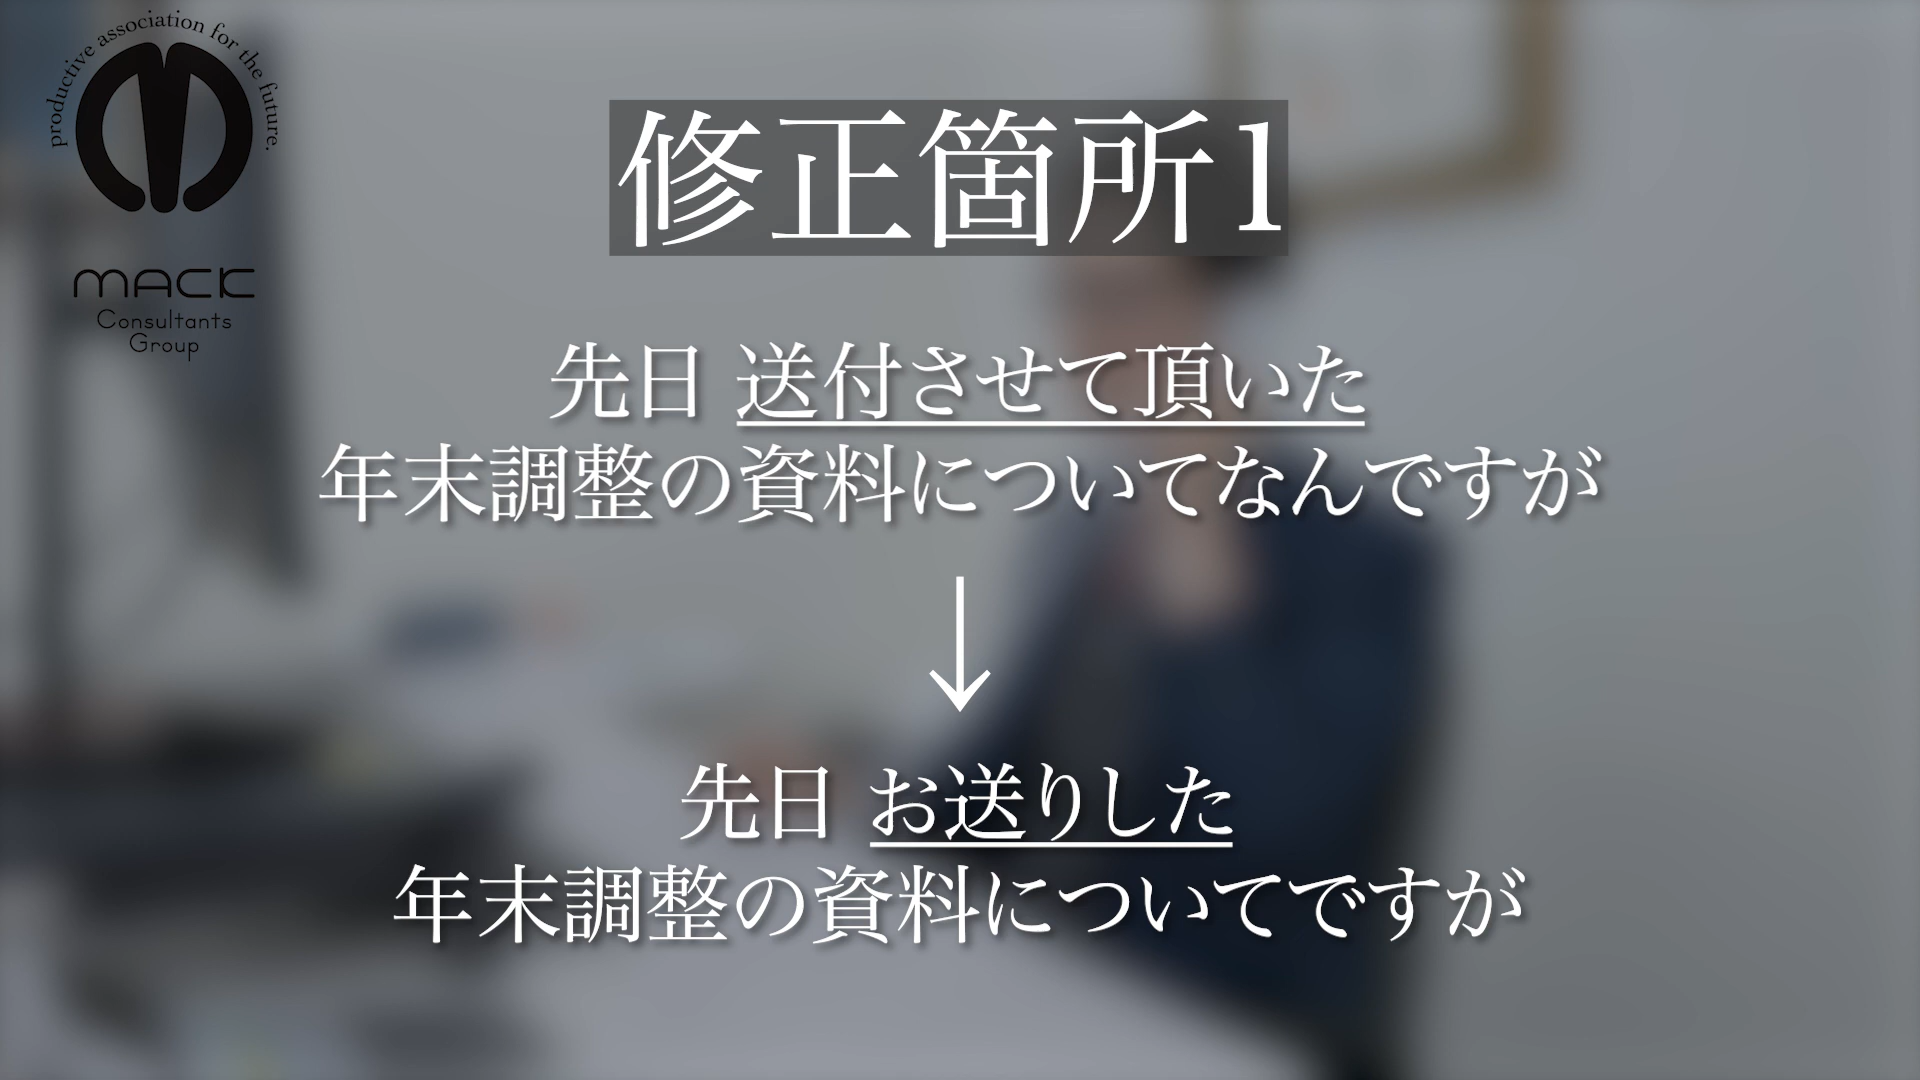 productive association for the future.
MACK
Consultants
Group
修正箇所1
先日 送付させて頂いた
年末調整の資料についてなんですが
↓
先日 お送りした
年末調整の資料についてですが